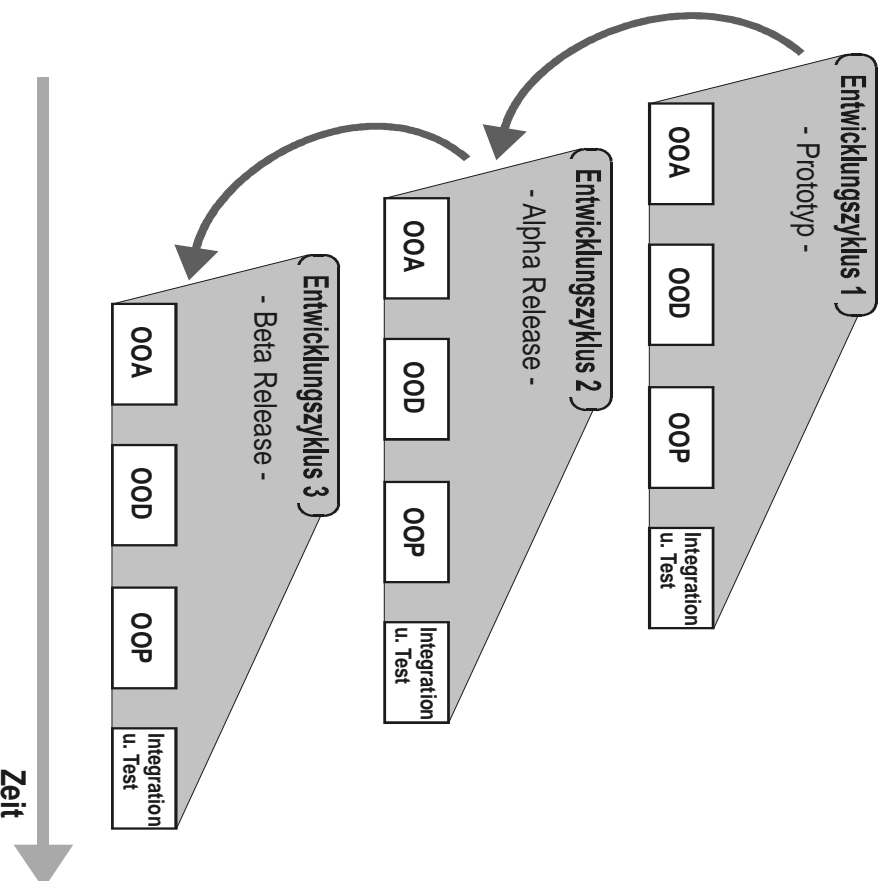 Entwicklungszyklus 1
- Prototyp -
OOA
OOD
OOP
Integration
u. Test
Entwicklungszyklus 2
- Alpha Release -
OOA
OOD
OOP
Integration
u. Test
Entwicklungszyklus 3
- Beta Release -
OOA
OOD
OOP
Integration
u. Test
Zeit